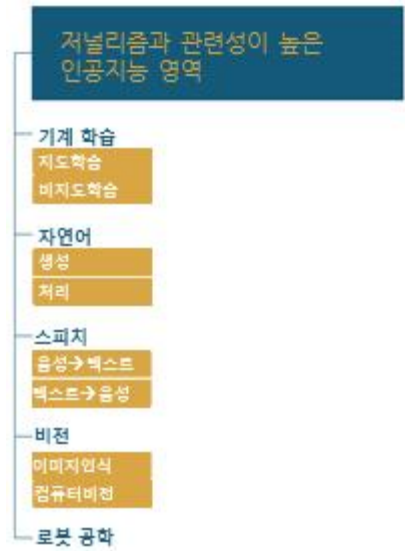 저널리즘과 관련성이 높은
인공지능 영역
기계 학습
지도학습
비지도학습
자연어
생성
처리
스피치
음성→텍스트
텍스트→음성
비전
이미지인식
컴퓨터비전
로봇 공학